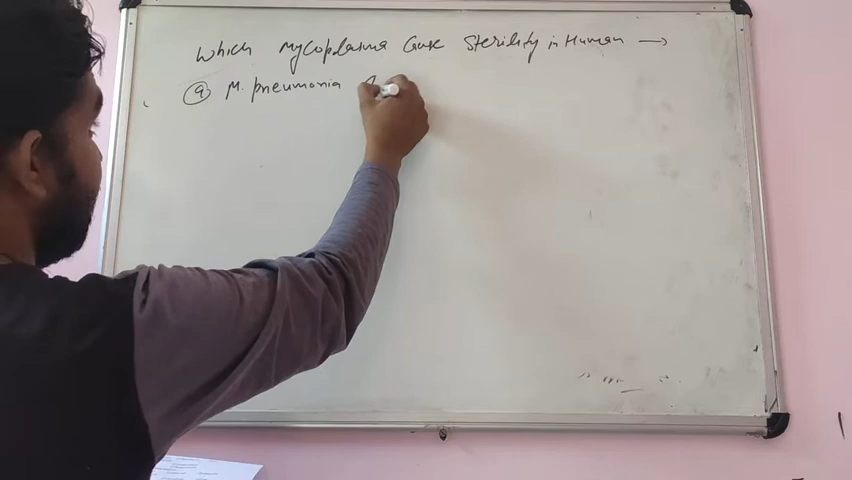 Which Mycoplasma Cause Sterility in Human →
(a) M. pneumonia